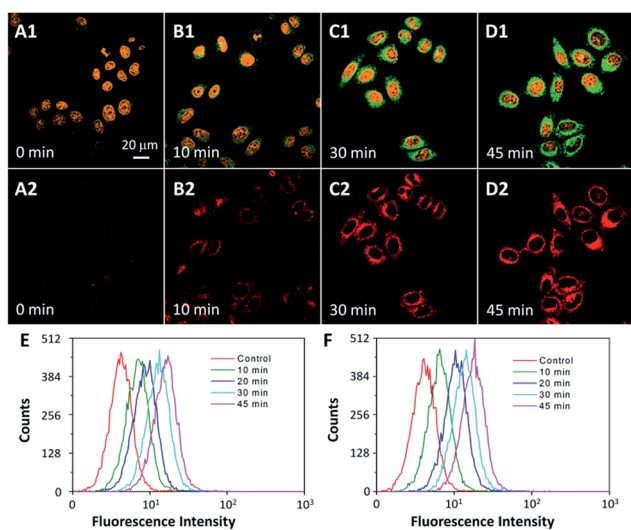 A1
B1
C1
D1
0 min
20 μm
10 min
30 min
45 min
A2
B2
C2
D2
0 min
10 min
30 min
45 min
E
512
384
256
128
0
Counts
0
10¹
10²
10³
Fluorescence Intensity
Control
10 min
20 min
30 min
45 min
F
512
384
256
128
0
Counts
0
10¹
10²
10³
Fluorescence Intensity
Control
10 min
20 min
30 min
45 min